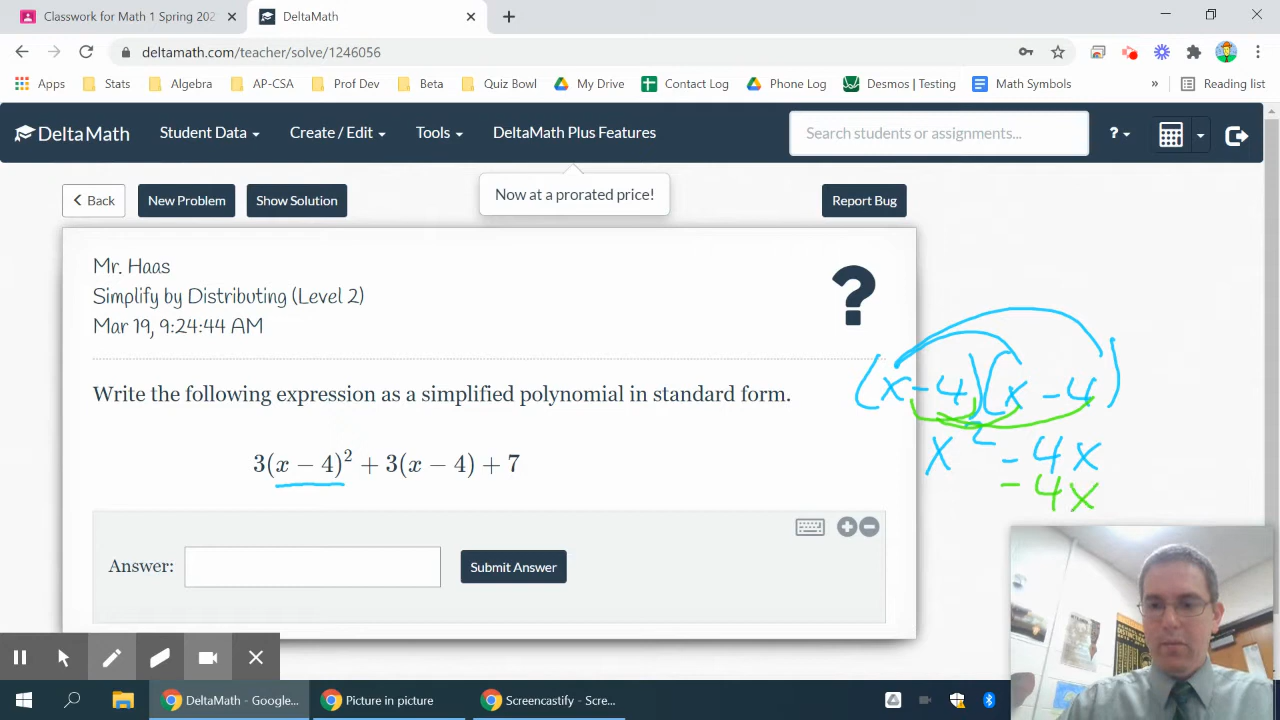 Classwork for Math 1 Spring 202
DeltaMath
deltamath.com/teacher/solve/1246056
Apps Stats Algebra AP-CSA Prof Dev Beta Quiz Bowl My Drive Contact Log Phone Log Desmos | Testing Math Symbols » Reading list
DeltaMath Student Data Create / Edit Tools DeltaMath Plus Features Search students or assignments... ?
Now at a prorated price!
Back New Problem Show Solution Report Bug
Mr. Haas
Simplify by Distributing (Level 2)
Mar 19, 9:24:44 AM
?
Write the following expression as a simplified polynomial in standard form.
(x - 4)(x - 4)
3(x − 4)² + 3(x − 4) + 7
x² - 4x
- 4x
Answer: Submit Answer
DeltaMath - Google... Picture in picture Screencastify - Scre...